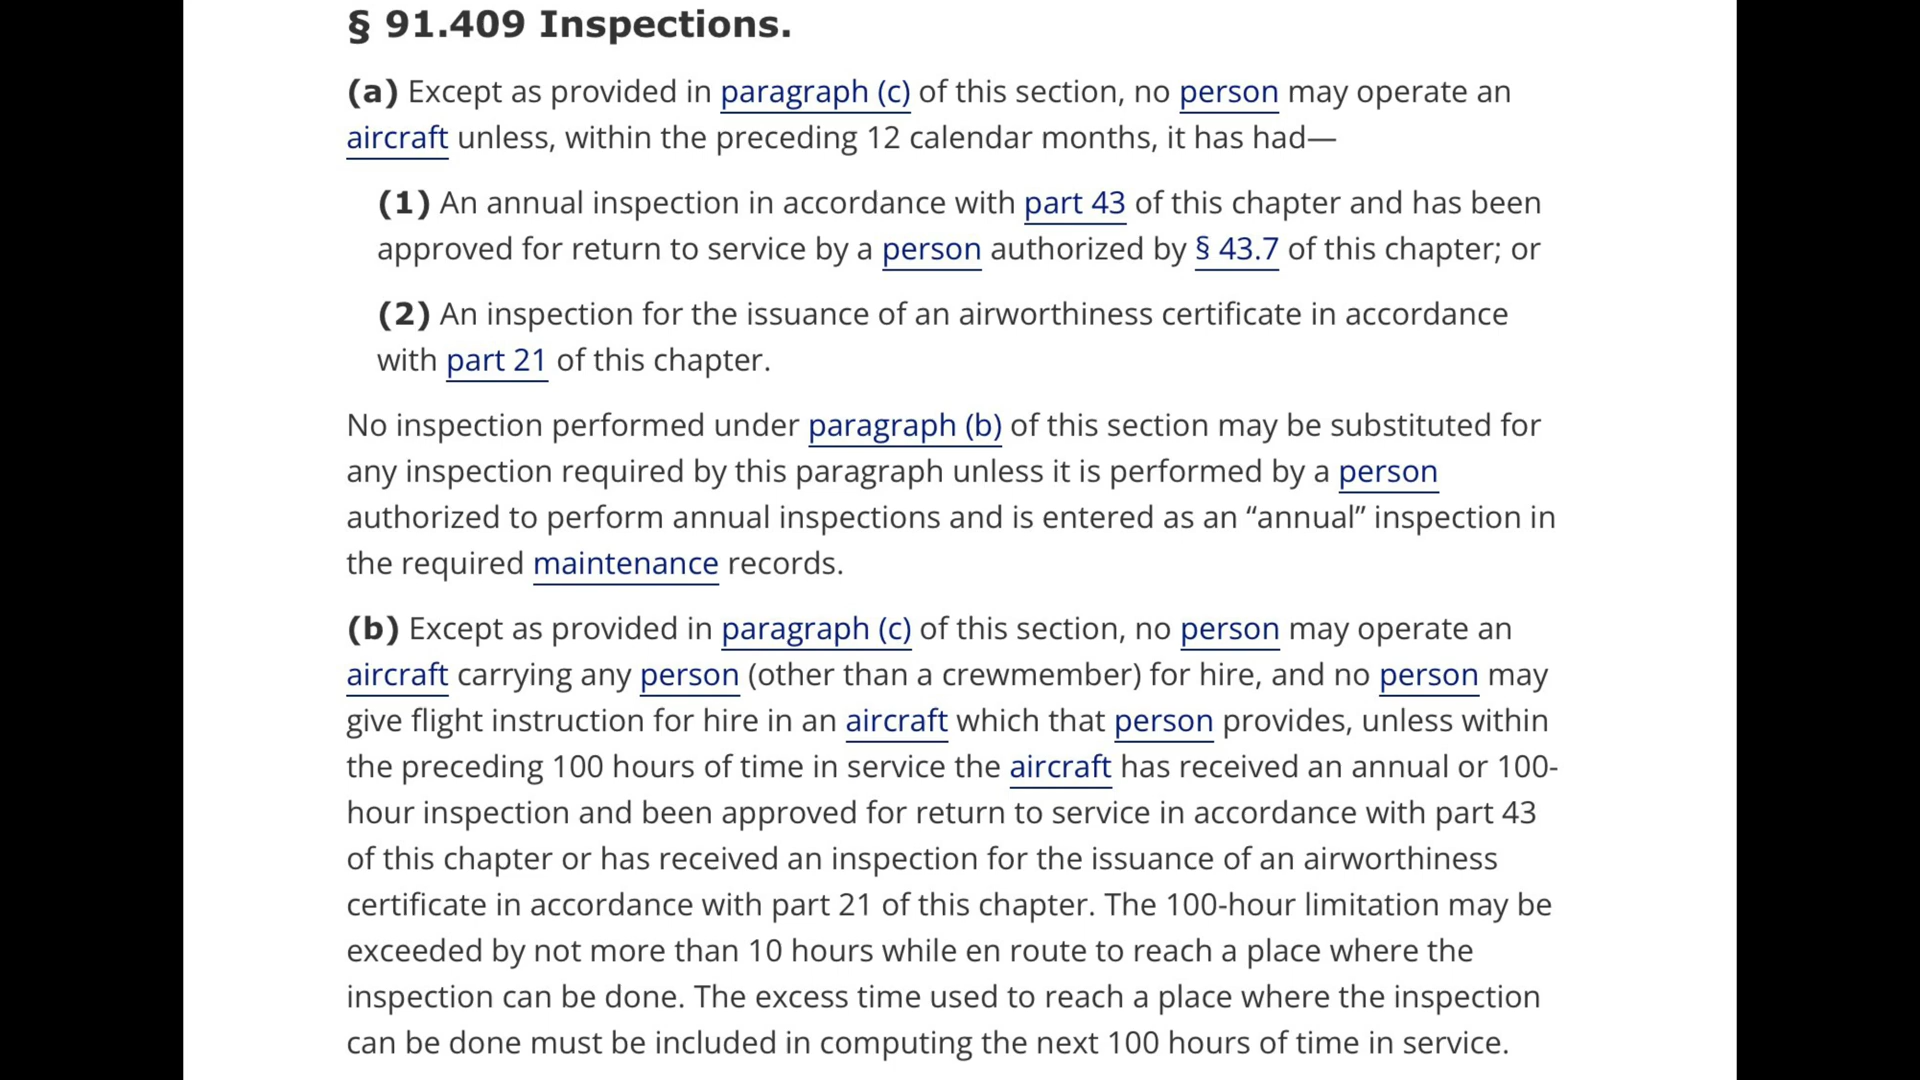 § 91.409 Inspections.
(a) Except as provided in paragraph (c) of this section, no person may operate an
aircraft unless, within the preceding 12 calendar months, it has had—
(1) An annual inspection in accordance with part 43 of this chapter and has been
approved for return to service by a person authorized by § 43.7 of this chapter; or
(2) An inspection for the issuance of an airworthiness certificate in accordance
with part 21 of this chapter.
No inspection performed under paragraph (b) of this section may be substituted for
any inspection required by this paragraph unless it is performed by a person
authorized to perform annual inspections and is entered as an “annual” inspection in
the required maintenance records.
(b) Except as provided in paragraph (c) of this section, no person may operate an
aircraft carrying any person (other than a crewmember) for hire, and no person may
give flight instruction for hire in an aircraft which that person provides, unless within
the preceding 100 hours of time in service the aircraft has received an annual or 100-
hour inspection and been approved for return to service in accordance with part 43
of this chapter or has received an inspection for the issuance of an airworthiness
certificate in accordance with part 21 of this chapter. The 100-hour limitation may be
exceeded by not more than 10 hours while en route to reach a place where the
inspection can be done. The excess time used to reach a place where the inspection
can be done must be included in computing the next 100 hours of time in service.